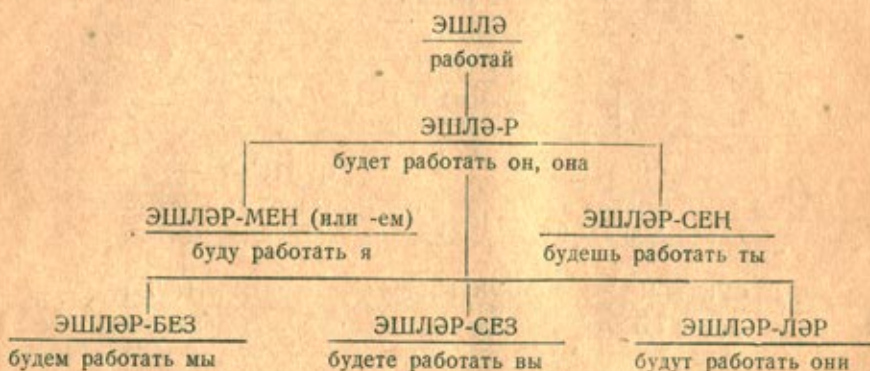 ЭШЛӘ
работай
ЭШЛӘ-Р
будет работать он, она
ЭШЛӘР-МЕН (или -ем)
буду работать я
ЭШЛӘР-СЕҢ
будешь работать ты
ЭШЛӘР-БЕЗ
будем работать мы
ЭШЛӘР-СЕЗ
будете работать вы
ЭШЛӘР-ЛӘР
будут работать они